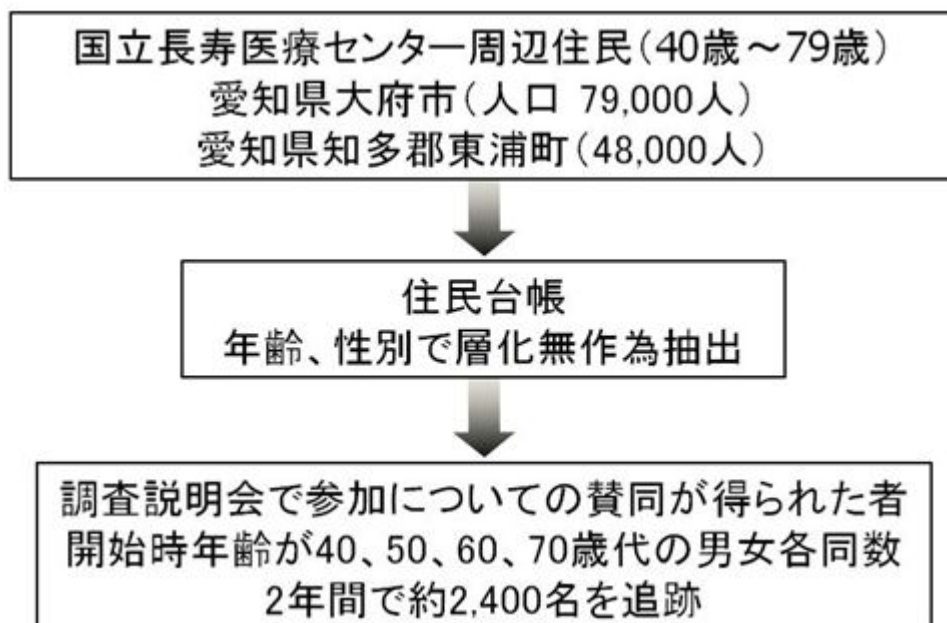 国立長寿医療センター周辺住民(40歳～79歳)
愛知県大府市(人口 79,000人)
愛知県知多郡東浦町(48,000人)
住民台帳
年齢、性別で層化無作為抽出
調査説明会で参加についての賛同が得られた者
開始時年齢が40、50、60、70歳代の男女各同数
2年間で約2,400名を追跡